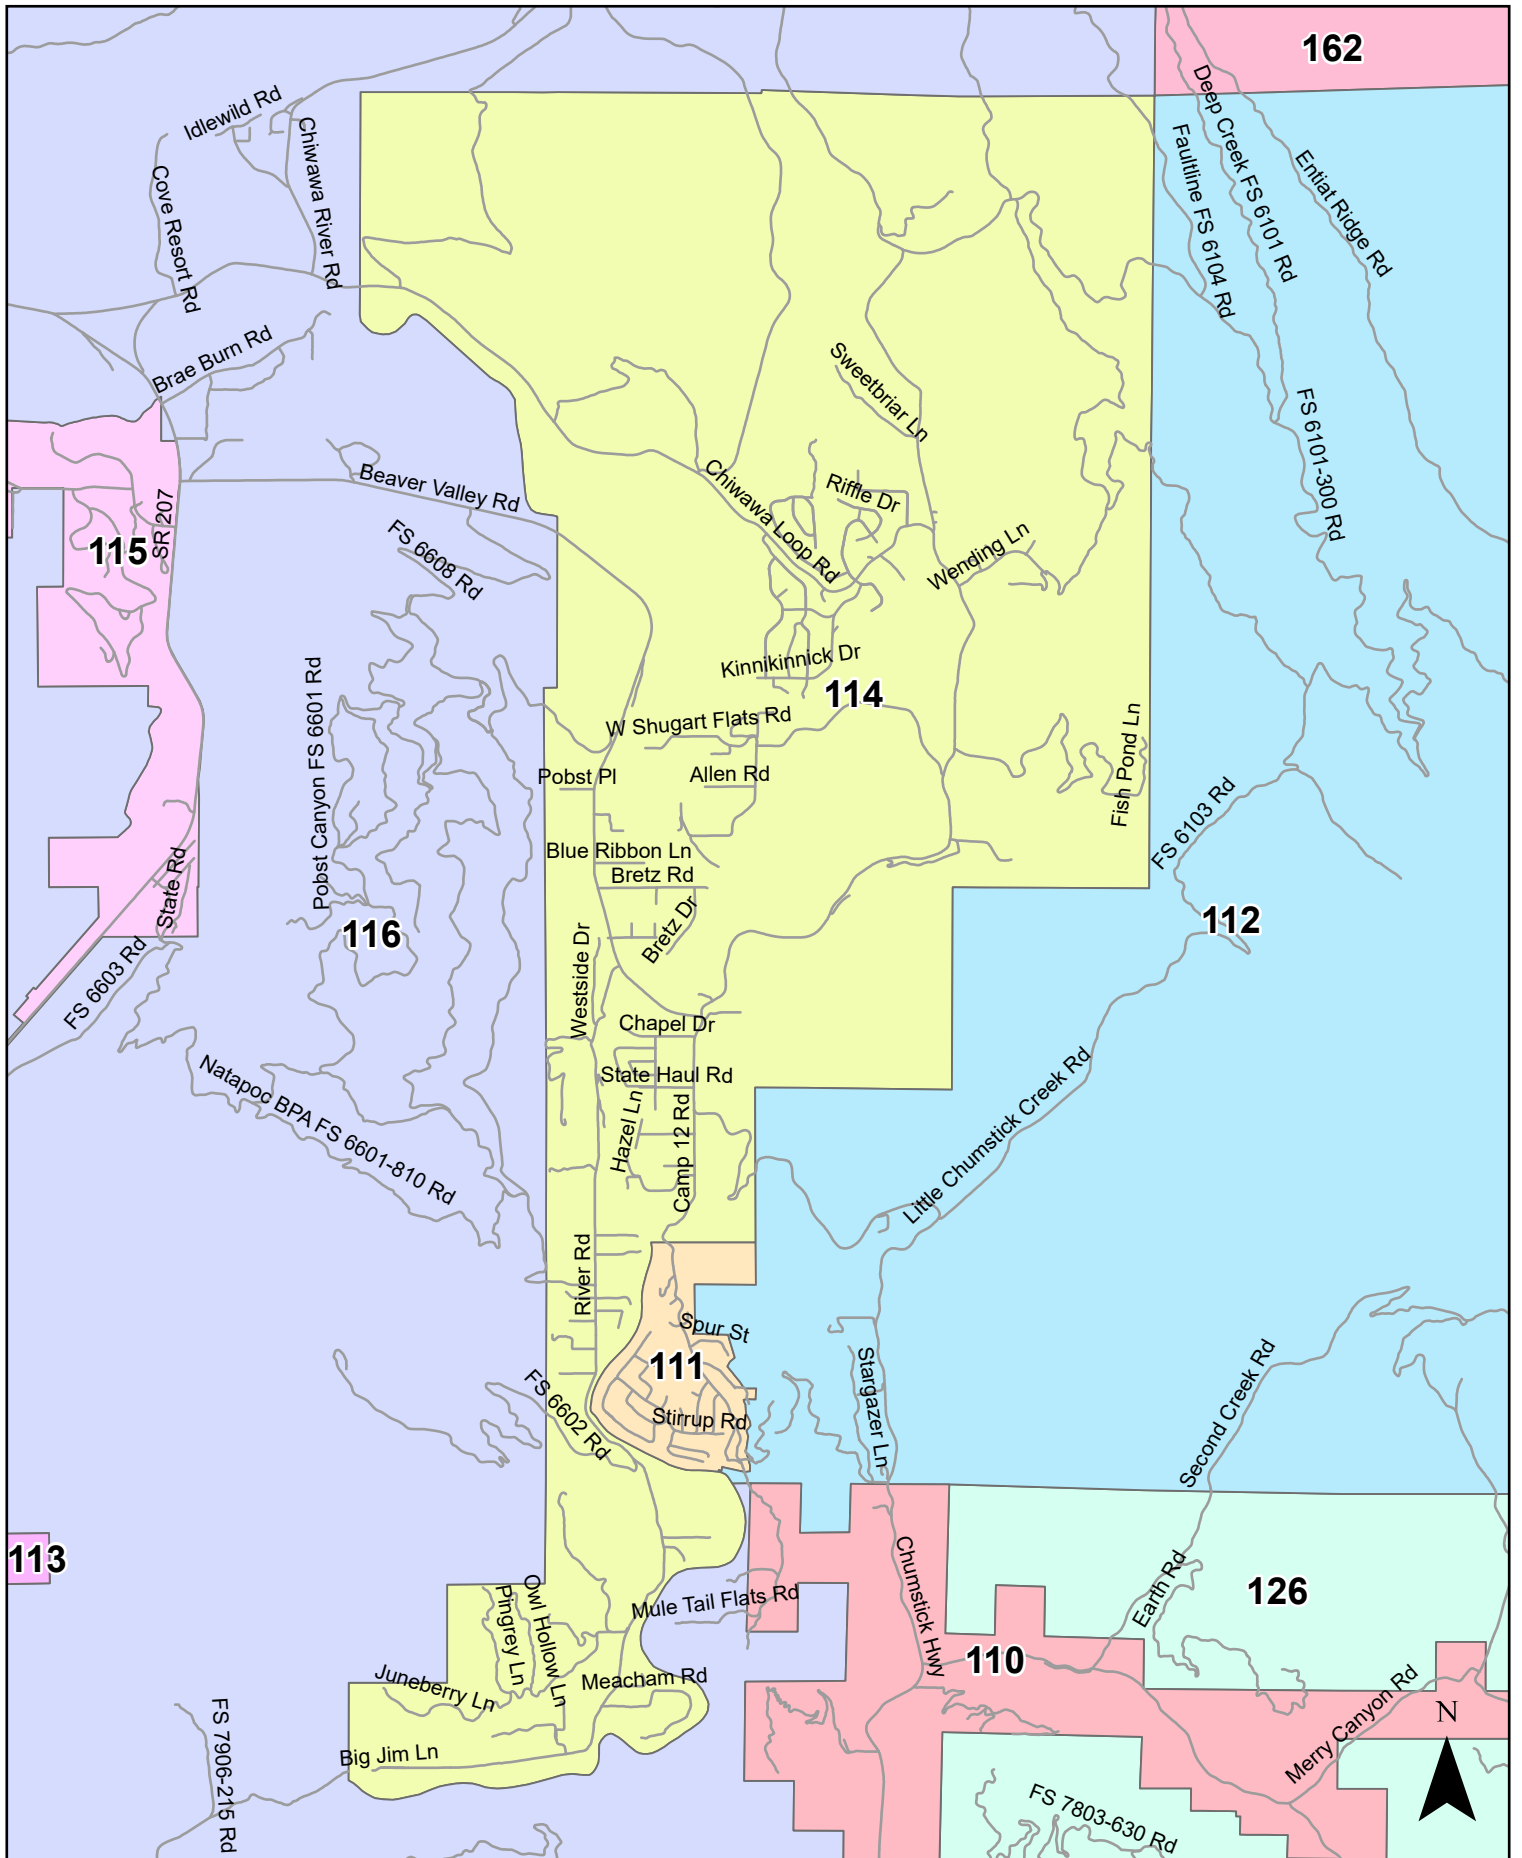 162
Idlewild Rd
Chiwawa River Rd
Cove Resort Rd
Deep Creek FS 6101 Rd
Faultline FS 6104 Rd
Entiat Ridge Rd
Brae Burn Rd
Sweetbriar Ln
FS 6101-300 Rd
Beaver Valley Rd
Chiwawa Loop Rd
Riffle Dr
SR 207
115
FS 6608 Rd
Wending Ln
Kinnikinnick Dr
114
Pobst Canyon FS 6601 Rd
W Shugart Flats Rd
Fish Pond Ln
Pobst Pl
Allen Rd
FS 6103 Rd
Blue Ribbon Ln
Bretz Rd
State Rd
116
Bretz Dr
112
Westside Dr
FS 6603 Rd
Chapel Dr
State Haul Rd
Natapoc BPA FS 6601-810 Rd
Hazel Ln
Camp 12 Rd
Little Chumstick Creek Rd
River Rd
Spur St
111
Stargazer Ln
Second Creek Rd
FS 6602 Rd
Stirrup Rd
113
Chumstick Hwy
Earth Rd
126
Owl Hollow Ln
Pingrey Ln
Mule Tail Flats Rd
110
Juneberry Ln
Meacham Rd
Merry Canyon Rd
N
FS 7906-215 Rd
Big Jim Ln
FS 7803-630 Rd